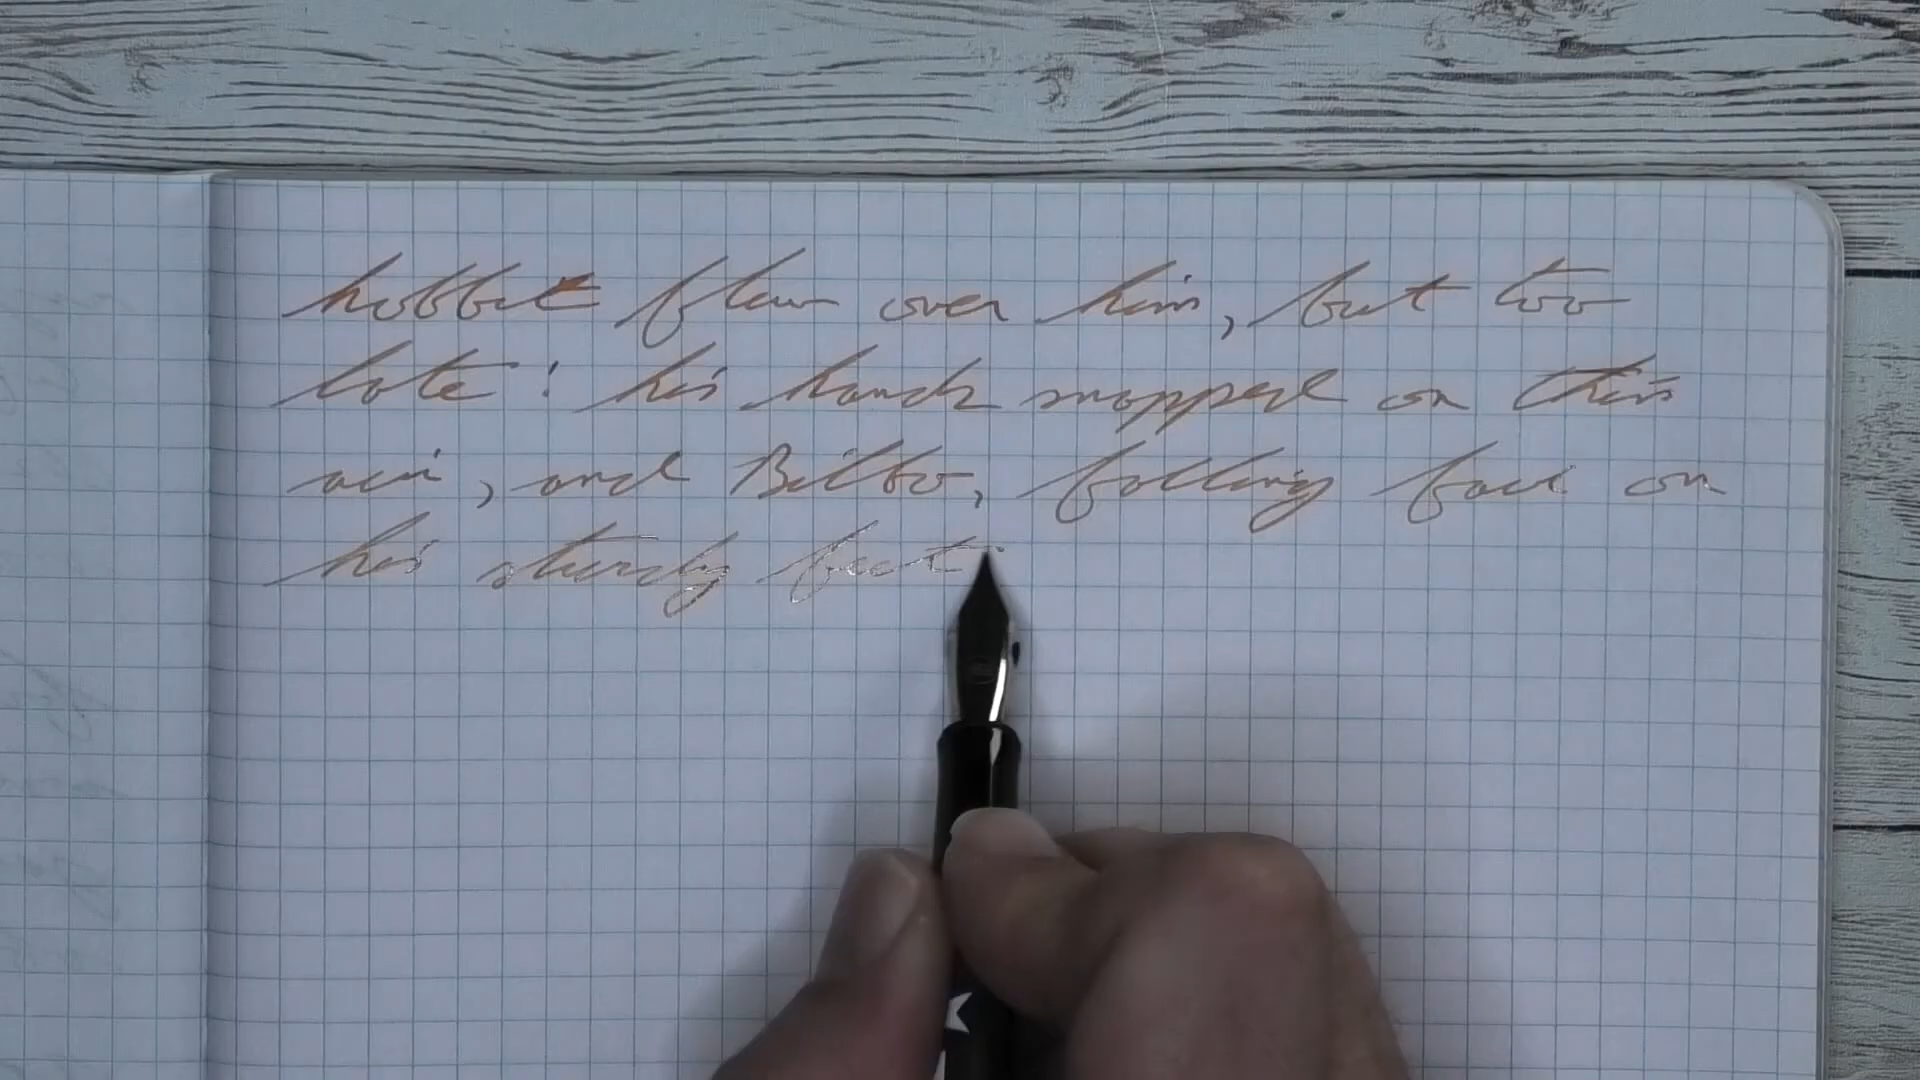 hobbit flew over him, but too
late! his hands snapped on thin
air, and Bilbo, falling fair on
his sturdy feet,